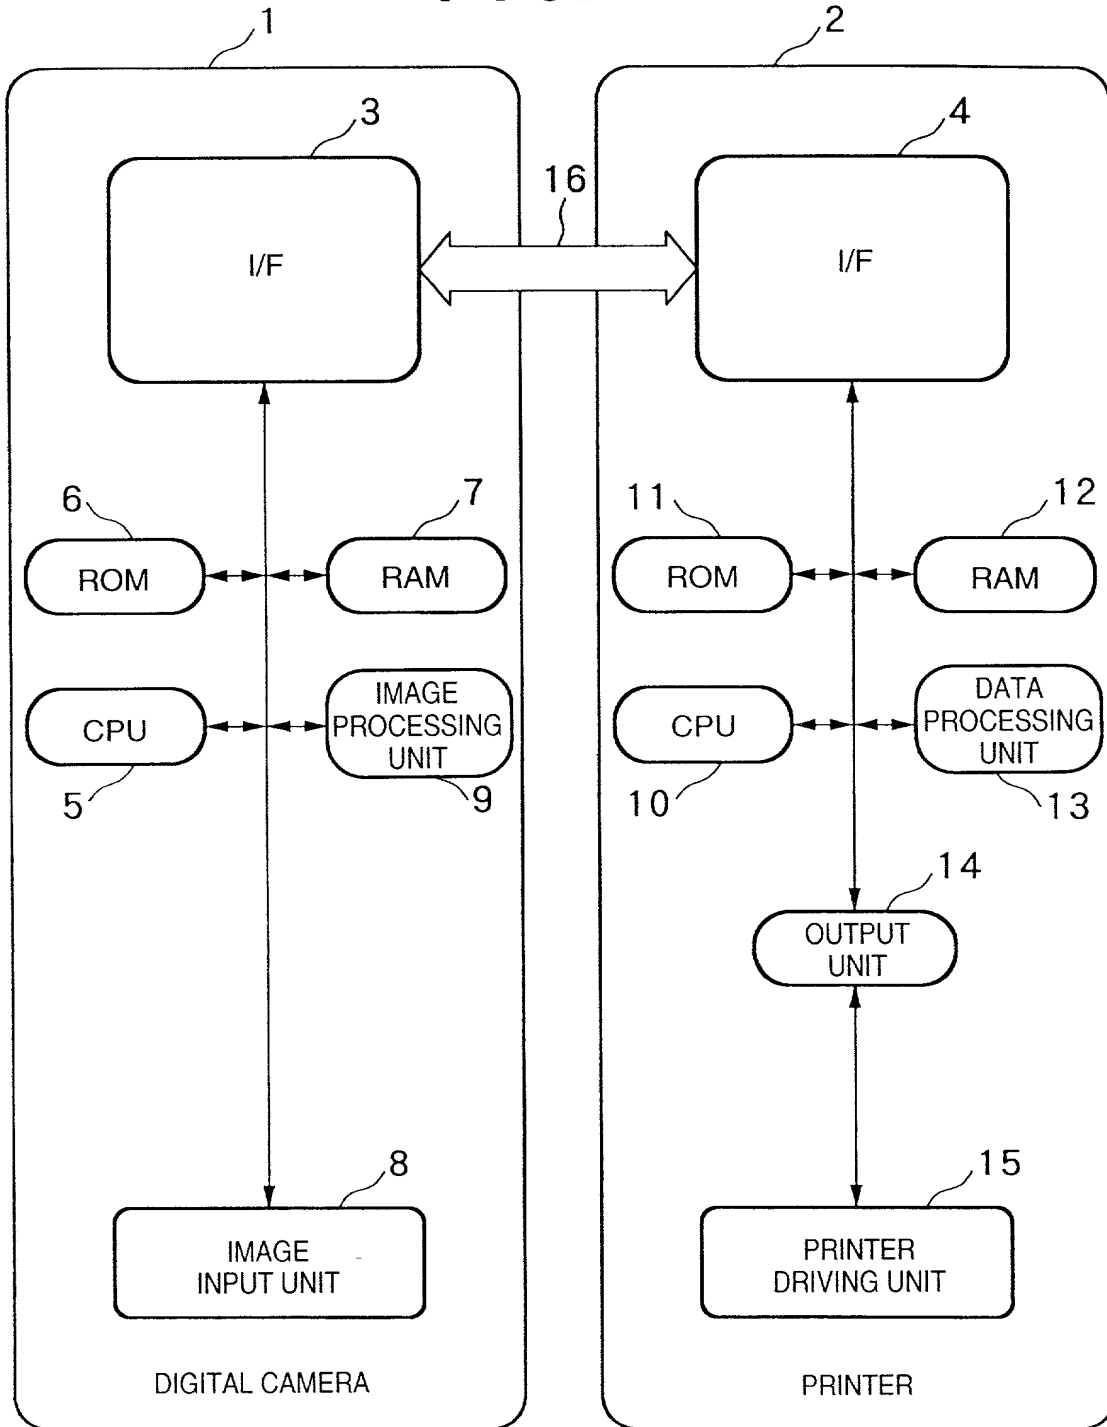 1
2
3
4
16
I/F
I/F
6
7
11
12
ROM
RAM
ROM
RAM
CPU
IMAGE
PROCESSING
UNIT
CPU
DATA
PROCESSING
UNIT
5
9
10
13
14
OUTPUT
UNIT
8
15
IMAGE
INPUT UNIT
PRINTER
DRIVING UNIT
DIGITAL CAMERA
PRINTER